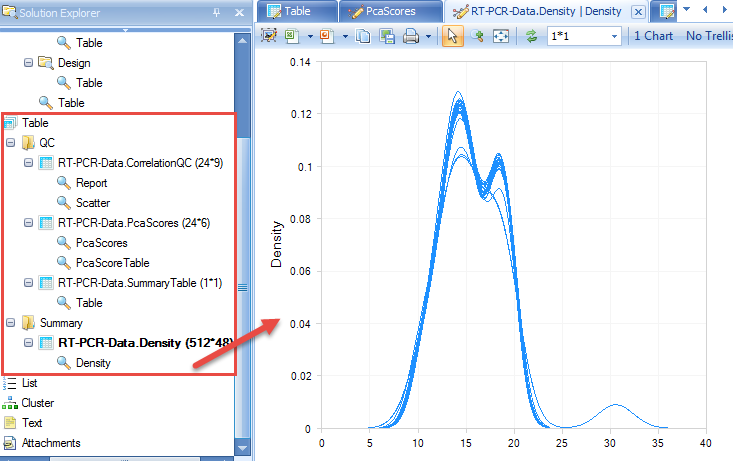 Solution Explorer
Table
Design
Table
Table
Table
QC
RT-PCR-Data.CorrelationQC (24*9)
Report
Scatter
RT-PCR-Data.PcaScores (24*6)
PcaScores
PcaScoreTable
RT-PCR-Data.SummaryTable (1*1)
Table
Summary
RT-PCR-Data.Density (512*48)
Density
List
Cluster
Text
Attachments
Table
PcaScores
RT-PCR-Data.Density | Density
1*1
1 Chart
No Trellis
0.14
0.12
0.1
0.08
0.06
0.04
0.02
0
Density
0 5 10 15 20 25 30 35 40